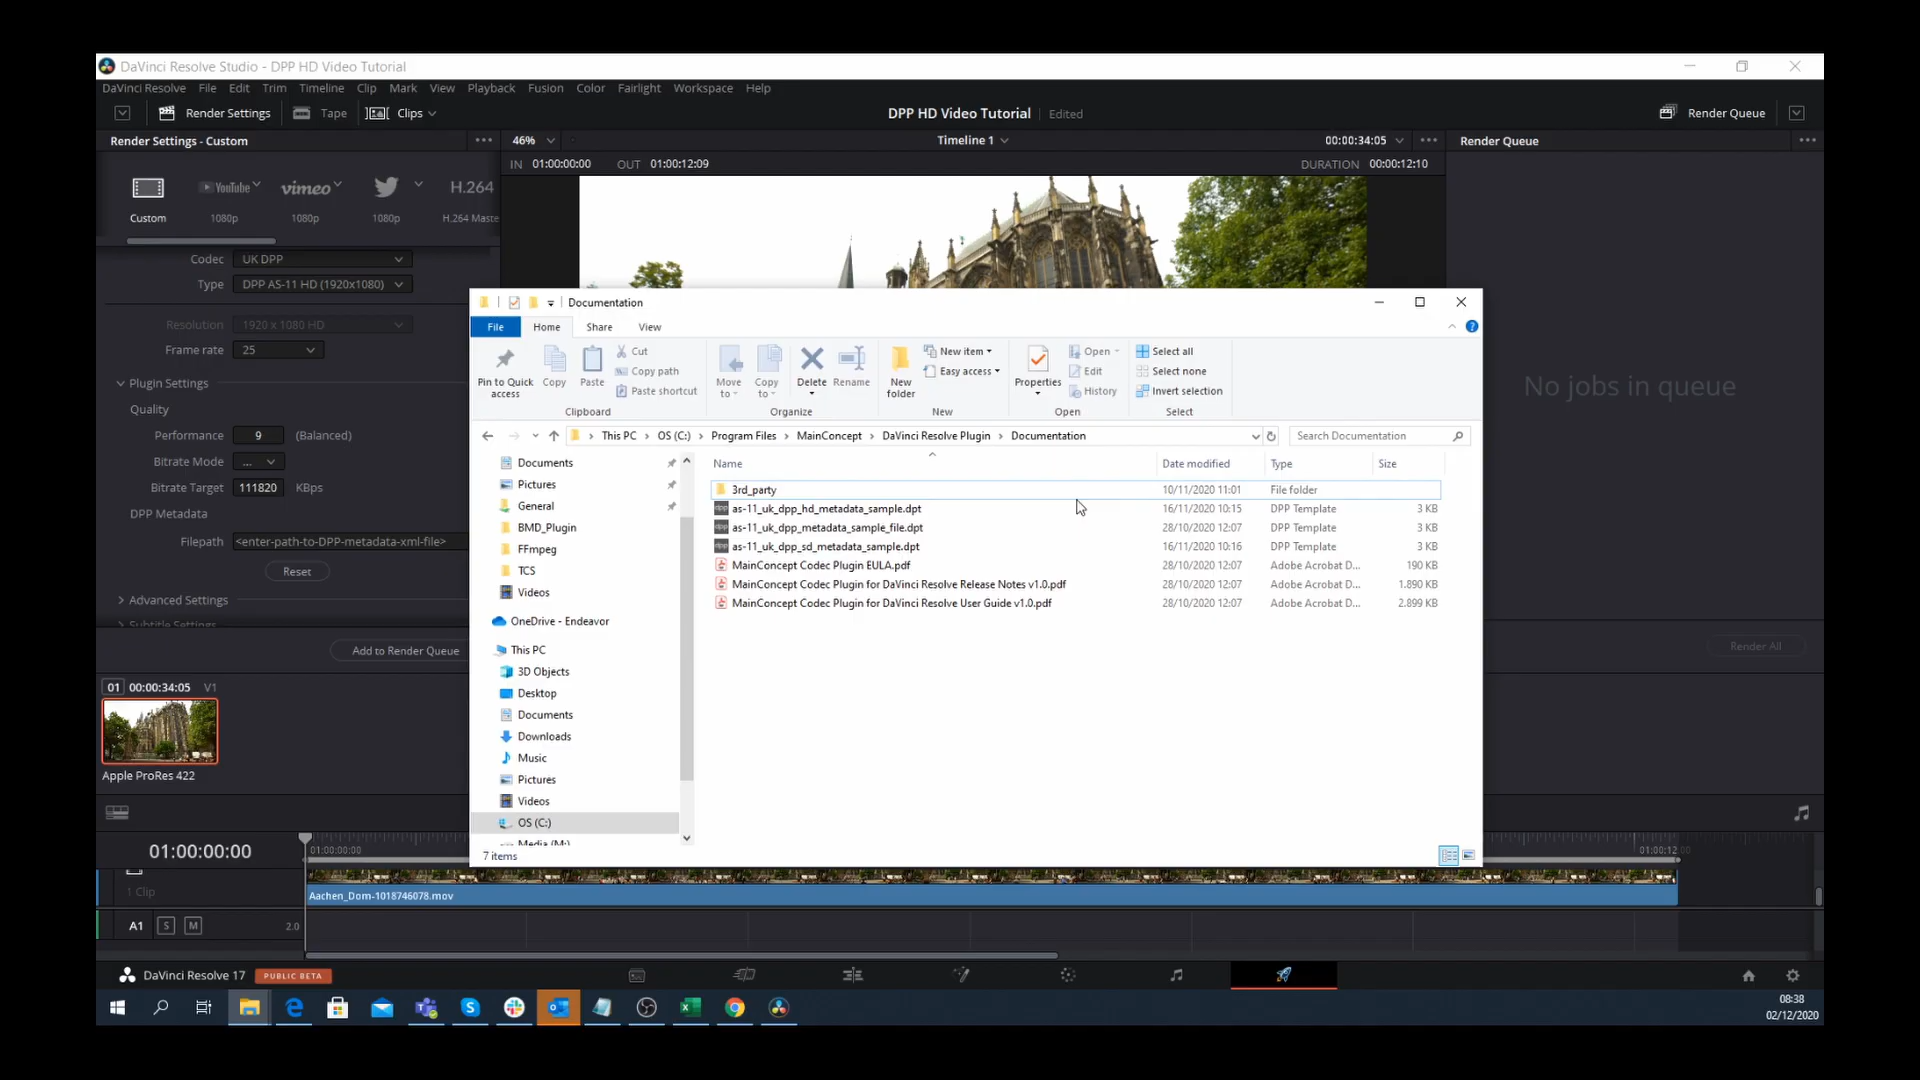 DaVinci Resolve Studio - DPP HD Video Tutorial
DaVinci Resolve File Edit Trim Timeline Clip Mark View Playback Fusion Color Fairlight Workspace Help
Render Settings Tape Clips DPP HD Video Tutorial Edited Render Queue
Render Settings - Custom 46% Timeline 1 00:00:34:05 Render Queue
IN 01:00:00:00 OUT 01:00:12:09 DURATION 00:00:12:10
YouTube vimeo H.264
Custom 1080p 1080p 1080p H.264 Maste
Codec UK DPP
Type DPP AS-11 HD (1920x1080)
Resolution 1920 x 1080 HD
Frame rate 25
Plugin Settings
Quality
Performance 9 (Balanced)
Bitrate Mode ...
Bitrate Target 111820 KBps
DPP Metadata
Filepath <enter-path-to-DPP-metadata-xml-file>
Reset
Advanced Settings
Subtitle Settings
Add to Render Queue
No jobs in queue
Render All
Documentation
File Home Share View
Pin to Quick access
Copy
Paste
Cut
Copy path
Paste shortcut
Move to
Copy to
Delete
Rename
New folder
New item
Easy access
Properties
Open
Edit
History
Select all
Select none
Invert selection
Clipboard Organize New Open Select
This PC OS (C:) Program Files MainConcept DaVinci Resolve Plugin Documentation Search Documentation
Documents
Pictures
General
BMD_Plugin
FFmpeg
TCS
Videos
OneDrive - Endeavor
This PC
3D Objects
Desktop
Documents
Downloads
Music
Pictures
Videos
OS (C:)
Media (M:)
7 items
Name Date modified Type Size
3rd_party 10/11/2020 11:01 File folder
as-11_uk_dpp_hd_metadata_sample.dpt 16/11/2020 10:15 DPP Template 3 KB
as-11_uk_dpp_metadata_sample_file.dpt 28/10/2020 12:07 DPP Template 3 KB
as-11_uk_dpp_sd_metadata_sample.dpt 16/11/2020 10:16 DPP Template 3 KB
MainConcept Codec Plugin EULA.pdf 28/10/2020 12:07 Adobe Acrobat D... 190 KB
MainConcept Codec Plugin for DaVinci Resolve Release Notes v1.0.pdf 28/10/2020 12:07 Adobe Acrobat D... 1.890 KB
MainConcept Codec Plugin for DaVinci Resolve User Guide v1.0.pdf 28/10/2020 12:07 Adobe Acrobat D... 2.899 KB
01 00:00:34:05 V1
Apple ProRes 422
01:00:00:00 01:00:00:00 01:00:12:00
1 Clip
Aachen_Dom-1018746078.mov
A1 S M 2.0
DaVinci Resolve 17 PUBLIC BETA
08:38
02/12/2020